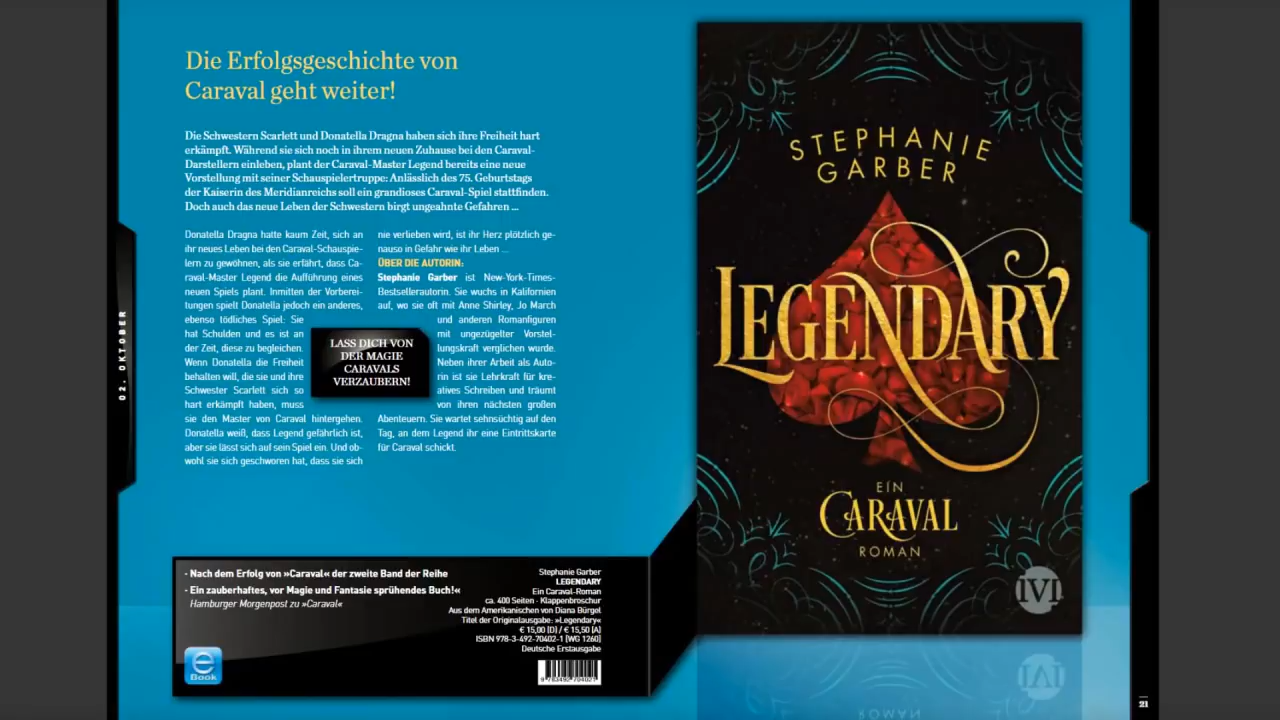 Die Erfolgsgeschichte von
Caraval geht weiter!
Die Schwestern Scarlett und Donatella Dragna haben sich ihre Freiheit hart
erkämpft. Während sie sich noch in ihrem neuen Zuhause bei den Caraval-
Darstellern einleben, plant der Caraval-Master Legend bereits eine neue
Vorstellung mit seiner Schauspielertruppe: Anlässlich des 75. Geburtstags
der Kaiserin des Meridianreichs soll ein grandioses Caraval-Spiel stattfinden.
Doch auch das neue Leben der Schwestern birgt ungeahnte Gefahren ...
Donatella Dragna hatte kaum Zeit, sich an
ihr neues Leben bei den Caraval-Schauspie-
lern zu gewöhnen, als sie erfährt, dass Ca-
raval-Master Legend die Aufführung eines
neuen Spiels plant. Inmitten der Vorberei-
tungen spielt Donatella jedoch ein anderes,
ebenso tödliches Spiel: Sie
hat Schulden und es ist an
der Zeit, diese zu begleichen.
Wenn Donatella die Freiheit
behalten will, die sie und ihre
Schwester Scarlett sich so
hart erkämpft haben, muss
sie den Master von Caraval hintergehen.
Donatella weiß, dass Legend gefährlich ist,
aber sie lässt sich auf sein Spiel ein. Und ob-
wohl sie sich geschworen hat, dass sie sich
nie verlieben wird, ist ihr Herz plötzlich ge-
nauso in Gefahr wie ihr Leben ...
ÜBER DIE AUTORIN:
Stephanie Garber ist New-York-Times-
Bestsellerautorin. Sie wuchs in Kalifornien
auf, wo sie oft mit Anne Shirley, Jo March
und anderen Romanfiguren
mit ungezügelter Vorstel-
lungskraft verglichen wurde.
Neben ihrer Arbeit als Auto-
rin ist sie Lehrkraft für kre-
atives Schreiben und träumt
von ihren nächsten großen
Abenteuern. Sie wartet sehnsüchtig auf den
Tag, an dem Legend ihr eine Eintrittskarte
für Caraval schickt.
LASS DICH VON
DER MAGIE
CARAVALS
VERZAUBERN!
02. OKTOBER
- Nach dem Erfolg von »Caraval« der zweite Band der Reihe
- Ein zauberhaftes, vor Magie und Fantasie sprühendes Buch!«
Hamburger Morgenpost zu »Caraval«
e
Book
Stephanie Garber
LEGENDARY
Ein Caraval-Roman
ca. 400 Seiten · Klappenbroschur
Aus dem Amerikanischen von Diana Bürgel
Titel der Originalausgabe: »Legendary«
€ 15,00 [D] / € 15,50 [A]
ISBN 978-3-492-70402-1 [WG 1260]
Deutsche Erstausgabe
STEPHANIE
GARBER
LEGENDARY
EIN
CARAVAL
ROMAN
IVI
21